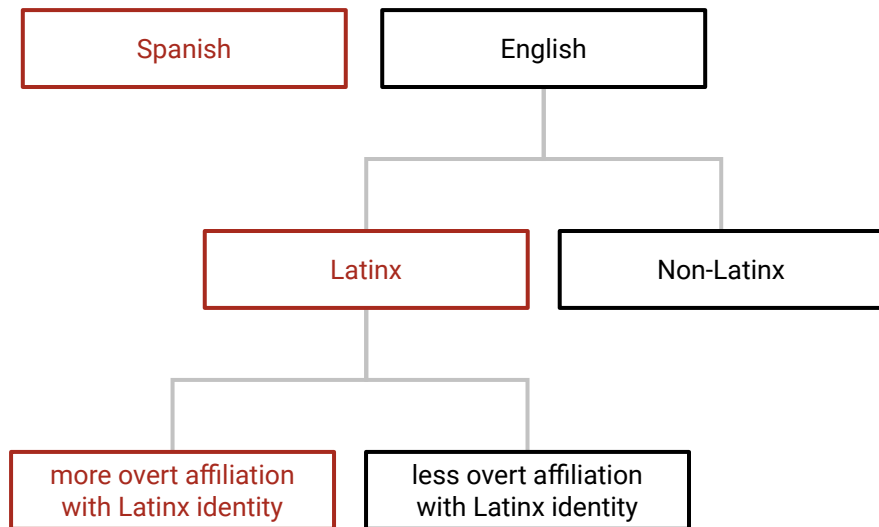 Spanish
English
Latinx
Non-Latinx
more overt affiliation
with Latinx identity
less overt affiliation
with Latinx identity